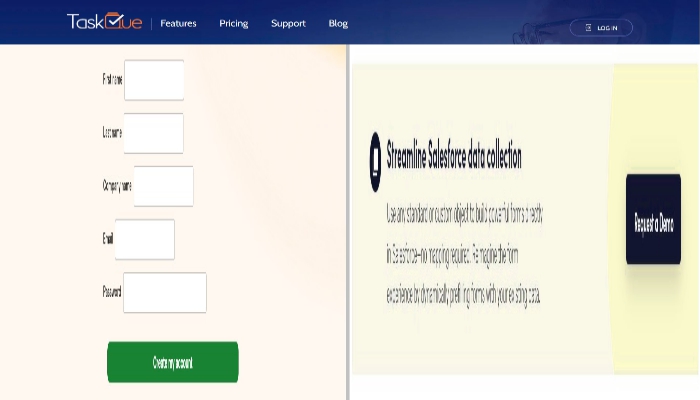 TaskQue
Features
Pricing
Support
Blog
LOG IN
First name
Last name
Company name
Email
Password
Create my account
Streamline Salesforce data collection
Use any standard or custom object to build powerful forms directly
in Salesforce—no mapping required. Reimagine the form
experience by dynamically prefilling forms with your existing data.
Request a Demo